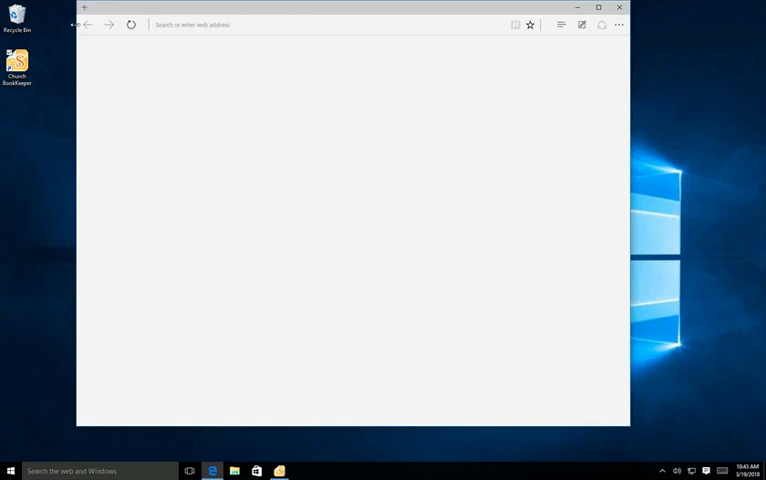 Recycle Bin
Church
BookKeeper
Search or enter web address
Search the web and Windows
10:43 AM
3/19/2018